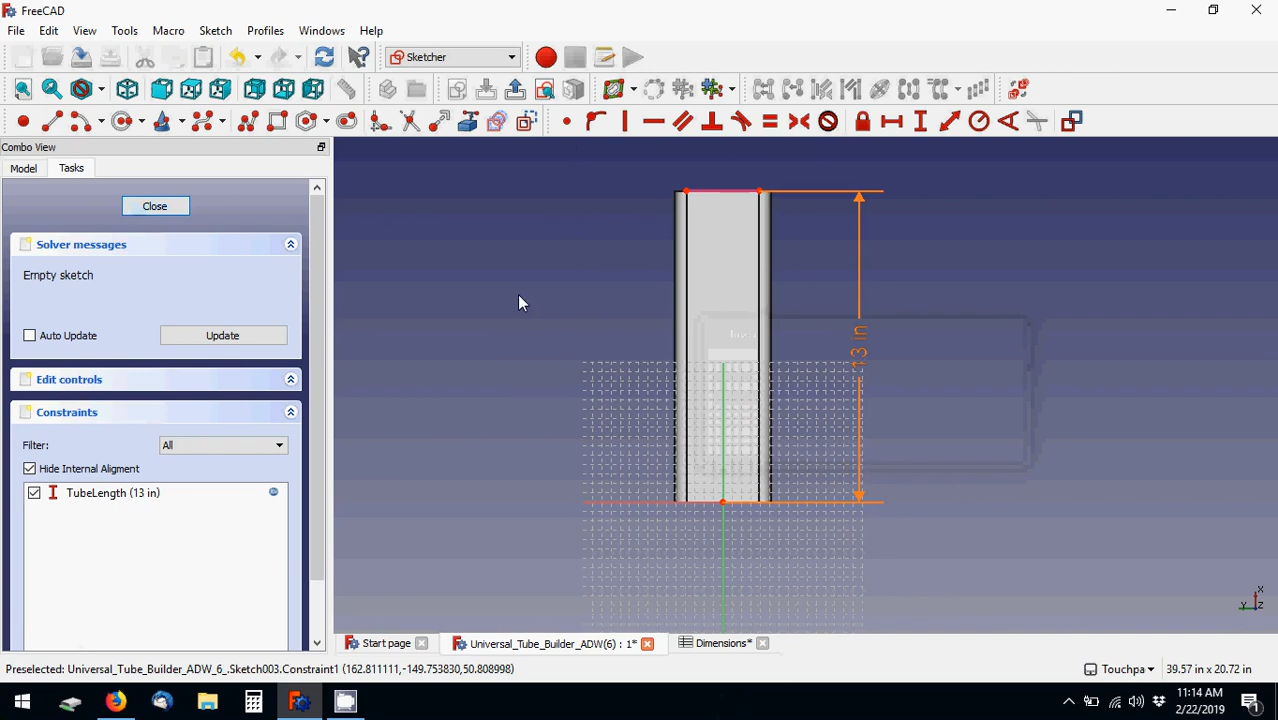 FreeCAD
File Edit View Tools Macro Sketch Profiles Windows Help
Sketcher
Combo View
Model Tasks
Close
Solver messages
Empty sketch
Auto Update Update
Edit controls
Constraints
Filter: All
Hide Internal Aligment
TubeLength (13 in)
13 in
x
y z
Start page Universal_Tube_Builder_ADW(6) : 1* Dimensions*
Preselected: Universal_Tube_Builder_ADW_6_.Sketch003.Constraint1 (162.811111,-149.753830,50.808998) Touchpa 39.57 in x 20.72 in
11:14 AM
2/22/2019
1